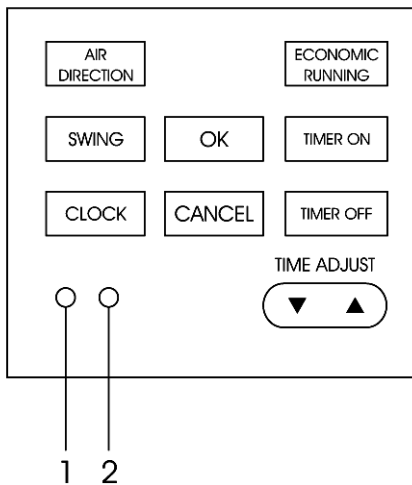 AIR
DIRECTION
ECONOMIC
RUNNING
SWING
OK
TIMER ON
CLOCK
CANCEL
TIMER OFF
TIME ADJUST
▼ ▲
1 2